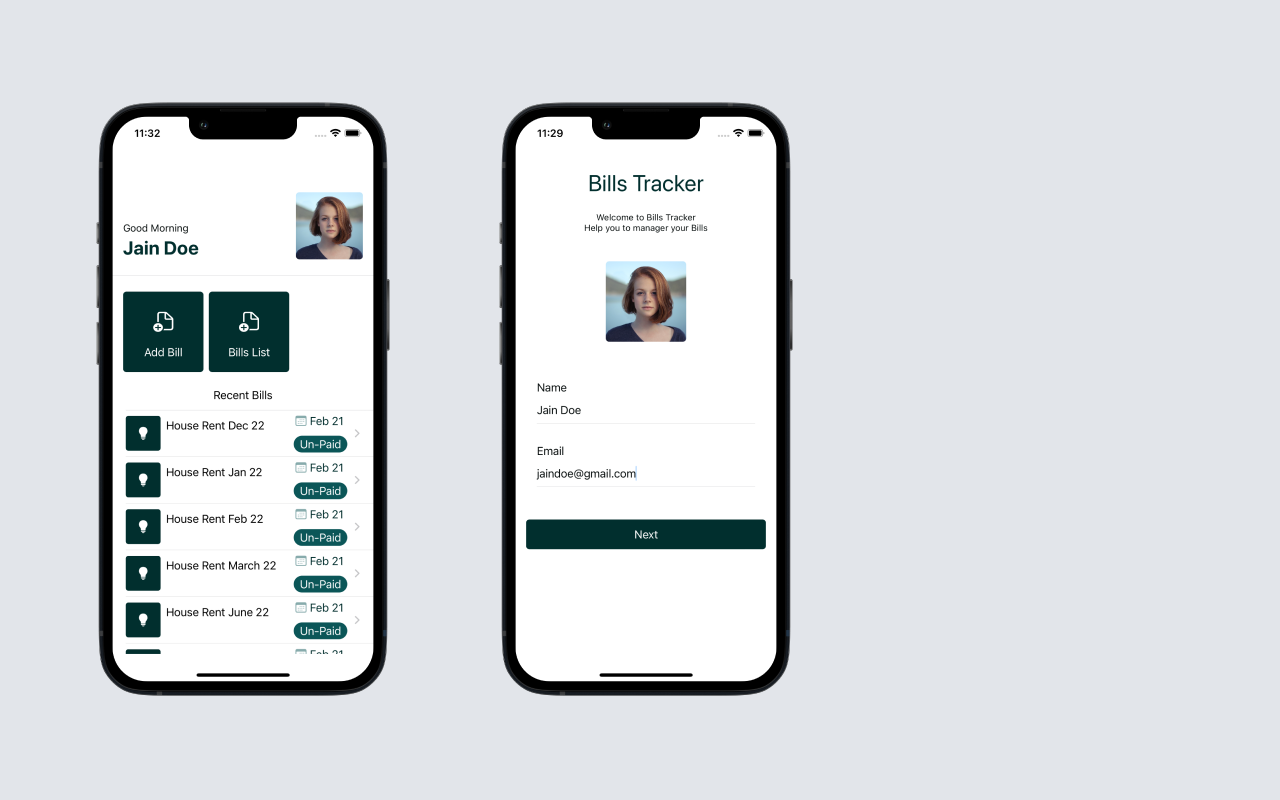 11:32
Good Morning
Jain Doe
Add Bill
Bills List
Recent Bills
House Rent Dec 22
Feb 21
Un-Paid
House Rent Jan 22
Feb 21
Un-Paid
House Rent Feb 22
Feb 21
Un-Paid
House Rent March 22
Feb 21
Un-Paid
House Rent June 22
Feb 21
Un-Paid
Feb 21
11:29
Bills Tracker
Welcome to Bills Tracker
Help you to manager your Bills
Name
Jain Doe
Email
jaindoe@gmail.com
Next